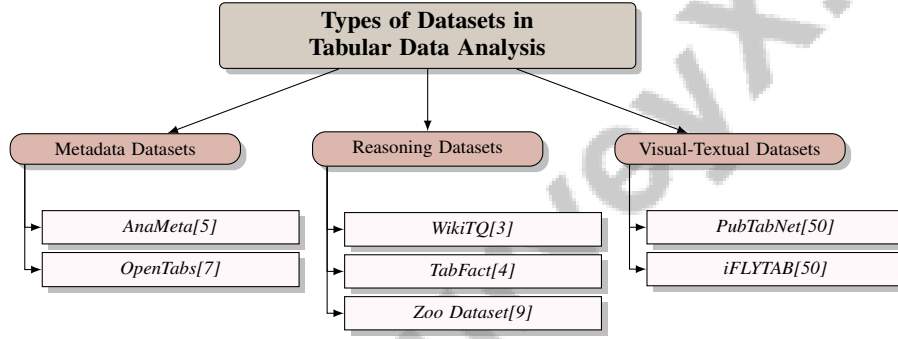 Types of Datasets in
Tabular Data Analysis
Metadata Datasets
Reasoning Datasets
Visual-Textual Datasets
AnaMeta[5]
OpenTabs[7]
WikiTQ[3]
TabFact[4]
Zoo Dataset[9]
PubTabNet[50]
iFLYTAB[50]